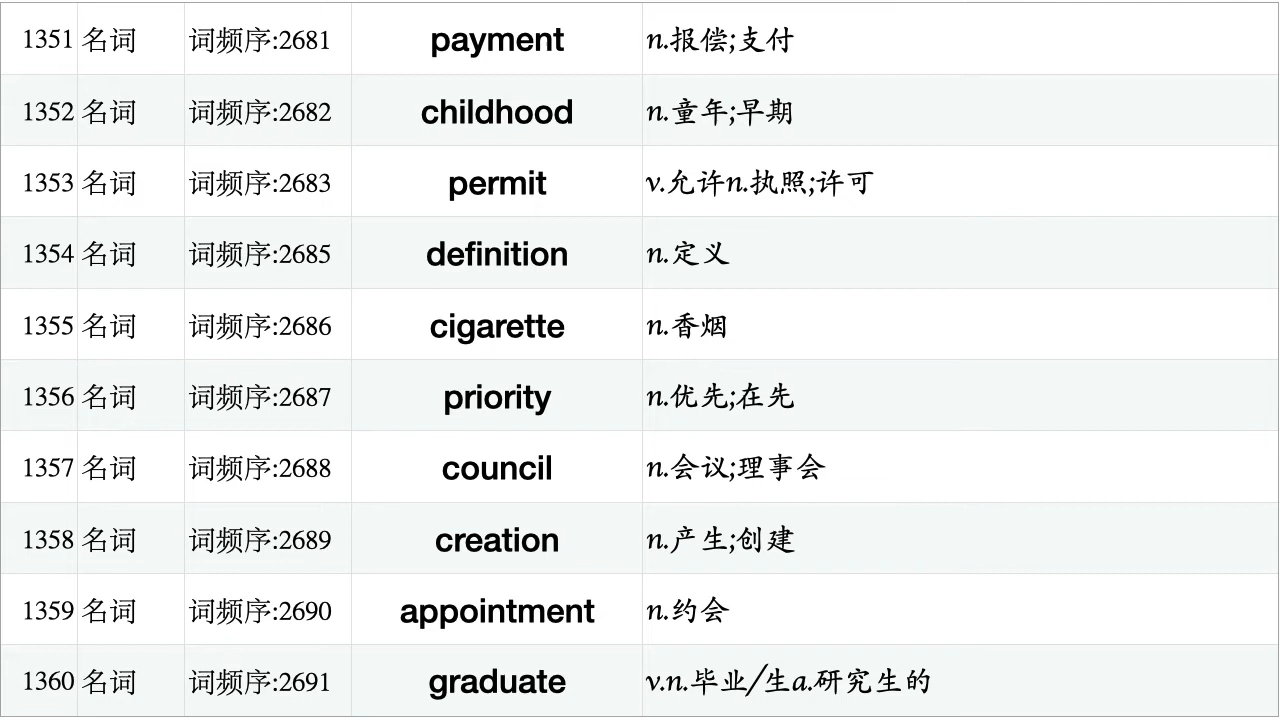 1351 名词 词频序:2681 payment n.报偿;支付
1352 名词 词频序:2682 childhood n.童年;早期
1353 名词 词频序:2683 permit v.允许n.执照;许可
1354 名词 词频序:2685 definition n.定义
1355 名词 词频序:2686 cigarette n.香烟
1356 名词 词频序:2687 priority n.优先;在先
1357 名词 词频序:2688 council n.会议;理事会
1358 名词 词频序:2689 creation n.产生;创建
1359 名词 词频序:2690 appointment n.约会
1360 名词 词频序:2691 graduate v.n.毕业/生a.研究生的